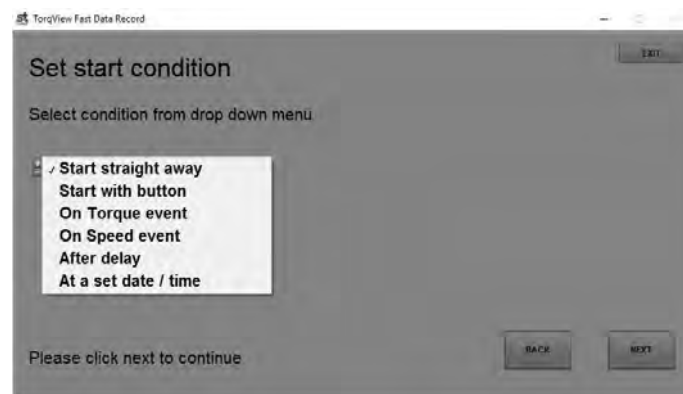 TorqView Fast Data Record
EXIT
Set start condition
Select condition from drop down menu
✓ Start straight away
Start with button
On Torque event
On Speed event
After delay
At a set date / time
Please click next to continue
BACK
NEXT